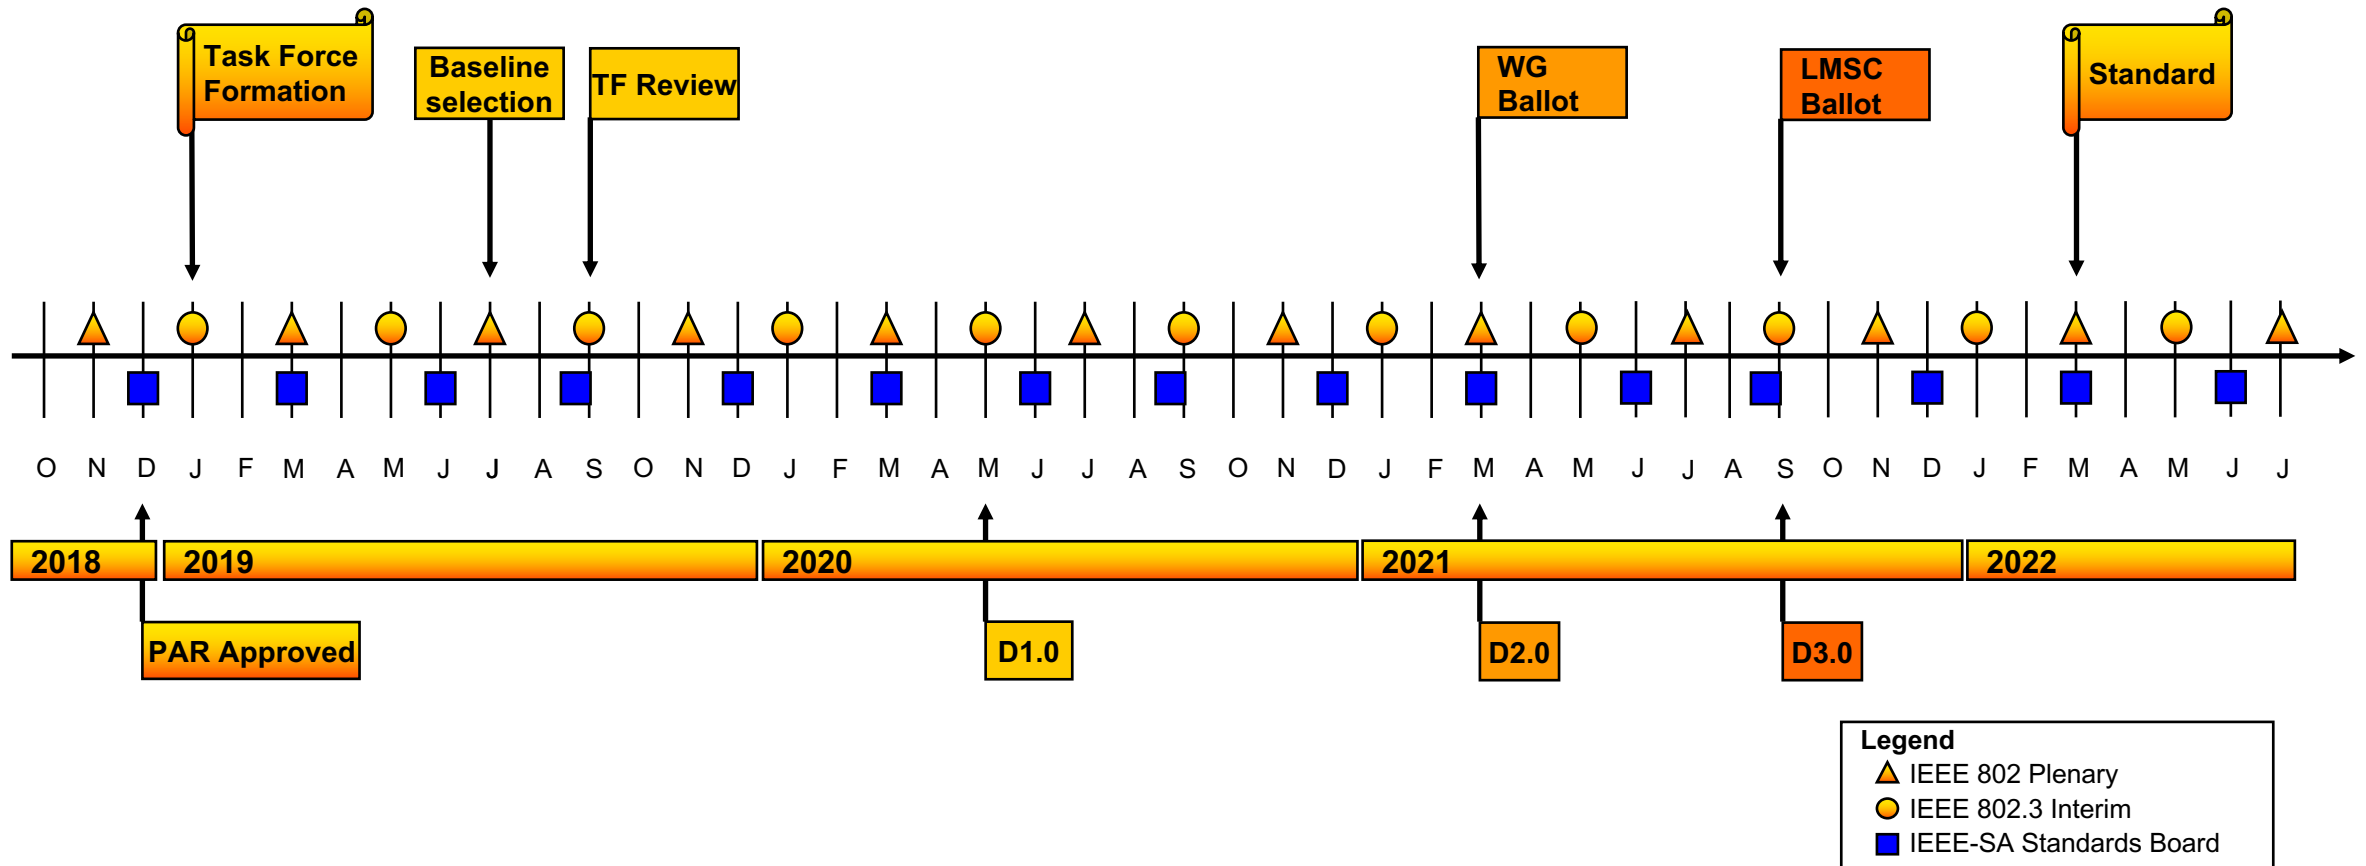 Task Force
Formation
Baseline
selection
TF Review
WG
Ballot
LMSC
Ballot
Standard
O N D J F M A M J J A S O N D J F M A M J J A S O N D J F M A M J J A S O N D J F M A M J J
2018 2019 2020 2021 2022
PAR Approved D1.0 D2.0 D3.0
Legend
IEEE 802 Plenary
IEEE 802.3 Interim
IEEE-SA Standards Board